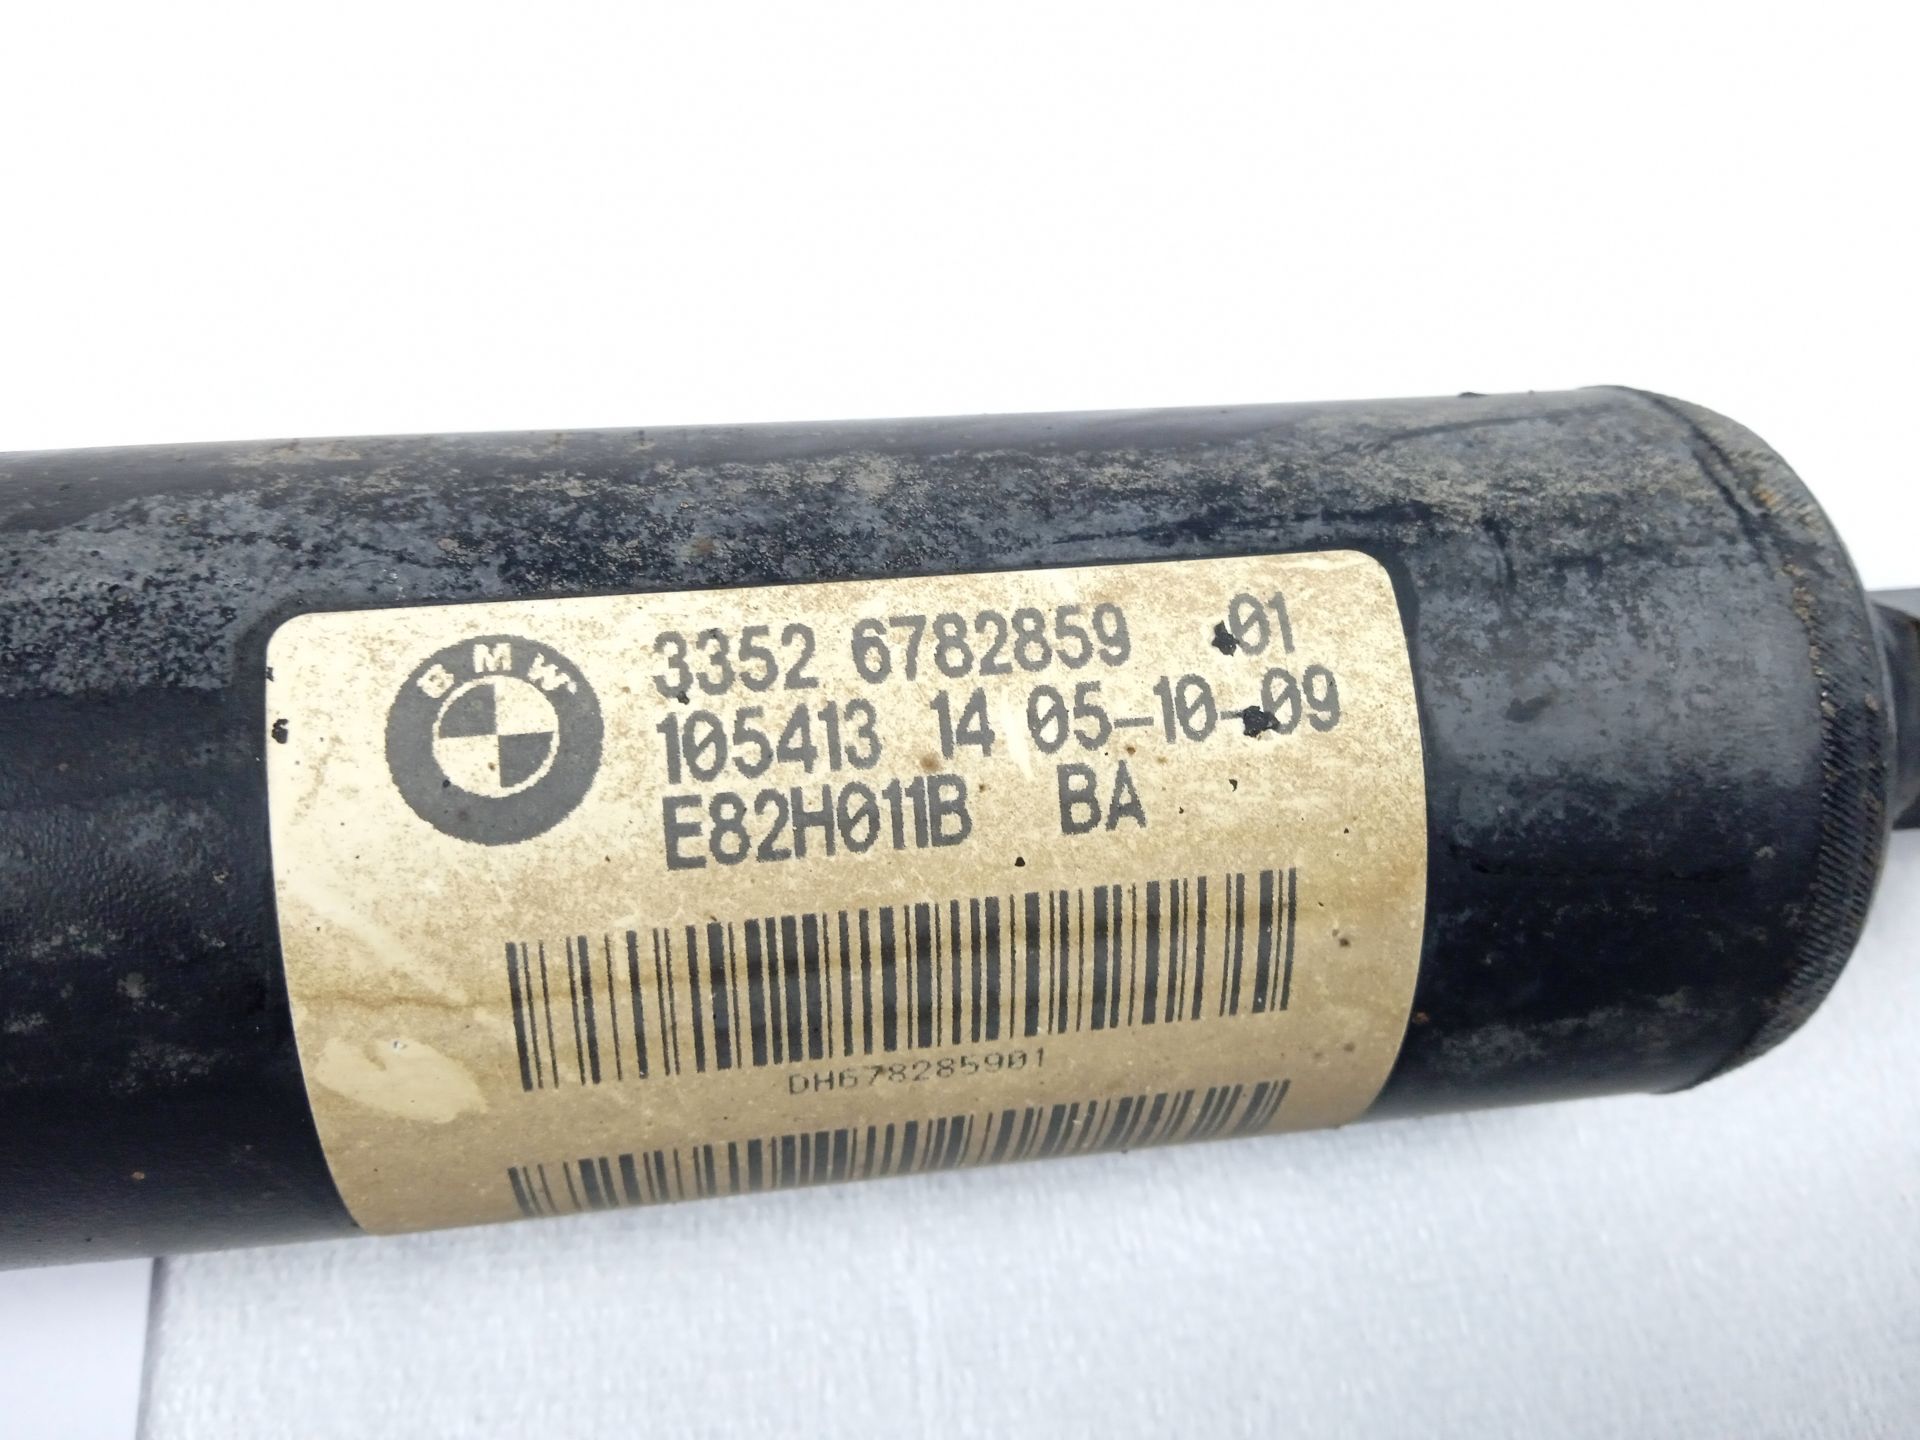 BMW
3352 6782859 01
105413 14 05-10-09
E82H011B BA
DH678285901